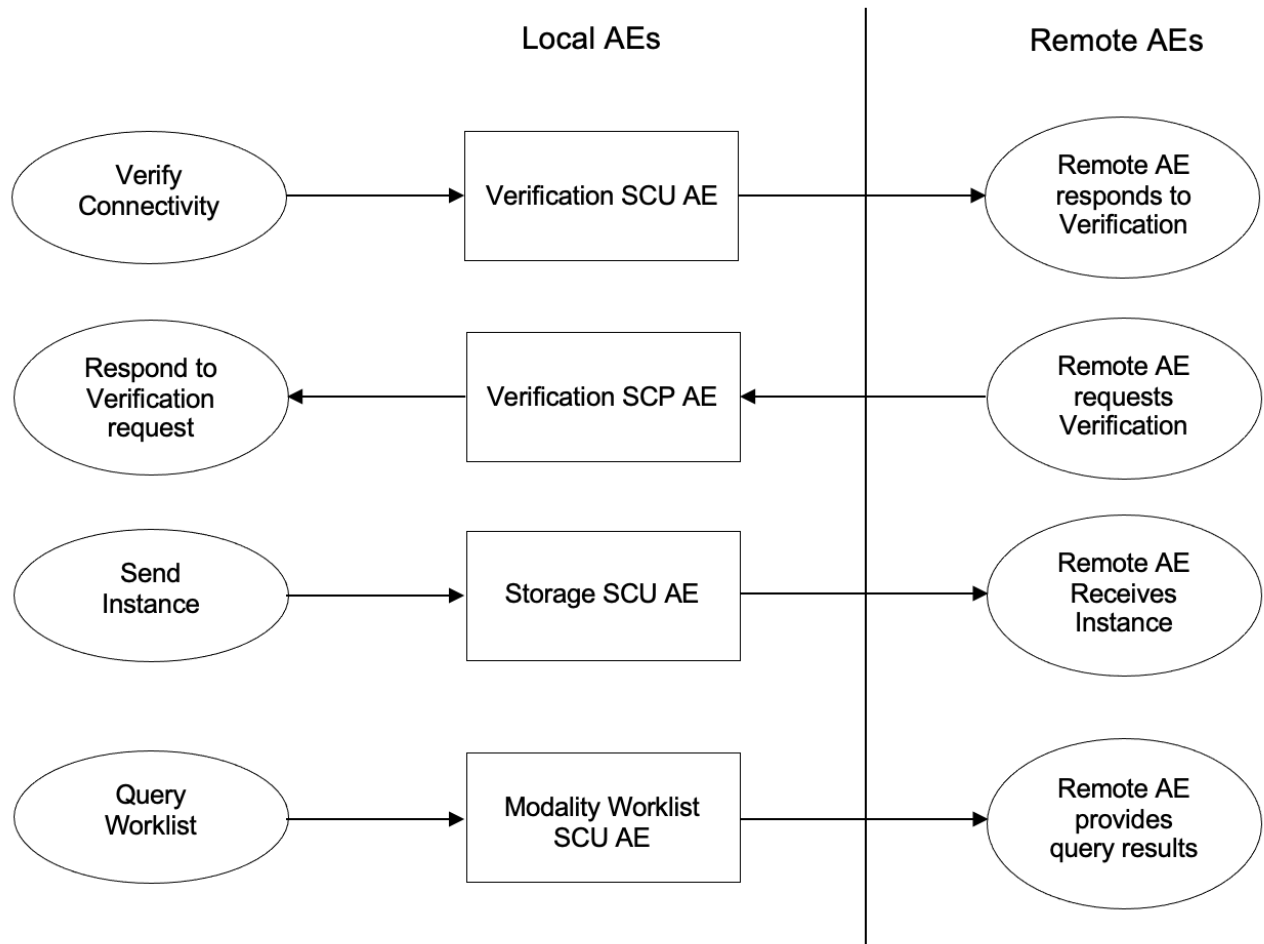 Local AEs
Remote AEs
Verify
Connectivity
Verification SCU AE
Remote AE
responds to
Verification
Respond to
Verification
request
Verification SCP AE
Remote AE
requests
Verification
Send
Instance
Storage SCU AE
Remote AE
Receives
Instance
Query
Worklist
Modality Worklist
SCU AE
Remote AE
provides
query results